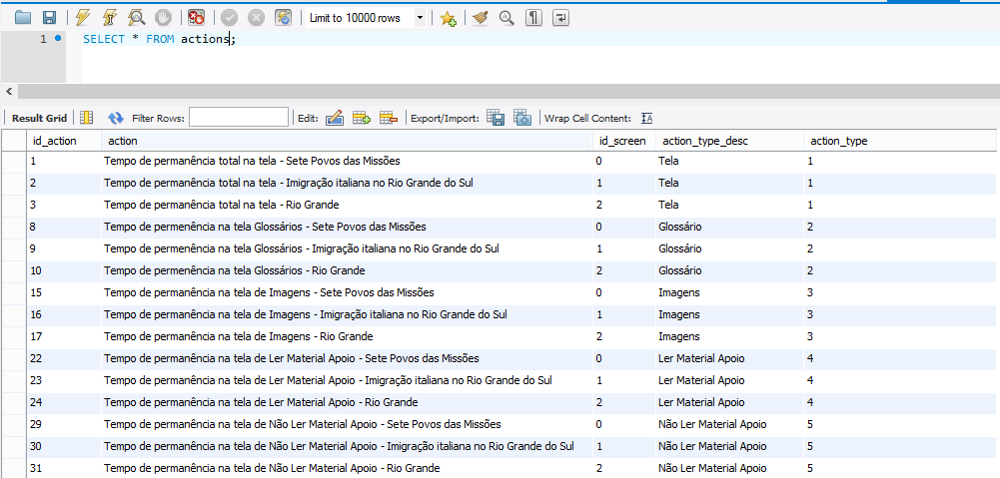 Limit to 10000 rows
1 SELECT * FROM actions;
Result Grid Filter Rows: Edit: Export/Import: Wrap Cell Content:
id_action action id_screen action_type_desc action_type
1 Tempo de permanência total na tela - Sete Povos das Missões 0 Tela 1
2 Tempo de permanência total na tela - Imigração italiana no Rio Grande do Sul 1 Tela 1
3 Tempo de permanência total na tela - Rio Grande 2 Tela 1
8 Tempo de permenência na tela Glossários - Sete Povos das Missões 0 Glossário 2
9 Tempo de permenência na tela Glossários - Imigração italiana no Rio Grande do Sul 1 Glossário 2
10 Tempo de permenência na tela Glossários - Rio Grande 2 Glossário 2
15 Tempo de permanência na tela de Imagens - Sete Povos das Missões 0 Imagens 3
16 Tempo de permanência na tela de Imagens - Imigração italiana no Rio Grande do Sul 1 Imagens 3
17 Tempo de permanência na tela de Imagens - Rio Grande 2 Imagens 3
22 Tempo de permanência na tela de Ler Material Apoio - Sete Povos das Missões 0 Ler Material Apoio 4
23 Tempo de permanência na tela de Ler Material Apoio - Imigração italiana no Rio Grande do Sul 1 Ler Material Apoio 4
24 Tempo de permanência na tela de Ler Material Apoio - Rio Grande 2 Ler Material Apoio 4
29 Tempo de permanência na tela de Não Ler Material Apoio - Sete Povos das Missões 0 Não Ler Material Apoio 5
30 Tempo de permanência na tela de Não Ler Material Apoio - Imigração italiana no Rio Grande do Sul 1 Não Ler Material Apoio 5
31 Tempo de permanência na tela de Não Ler Material Apoio - Rio Grande 2 Não Ler Material Apoio 5